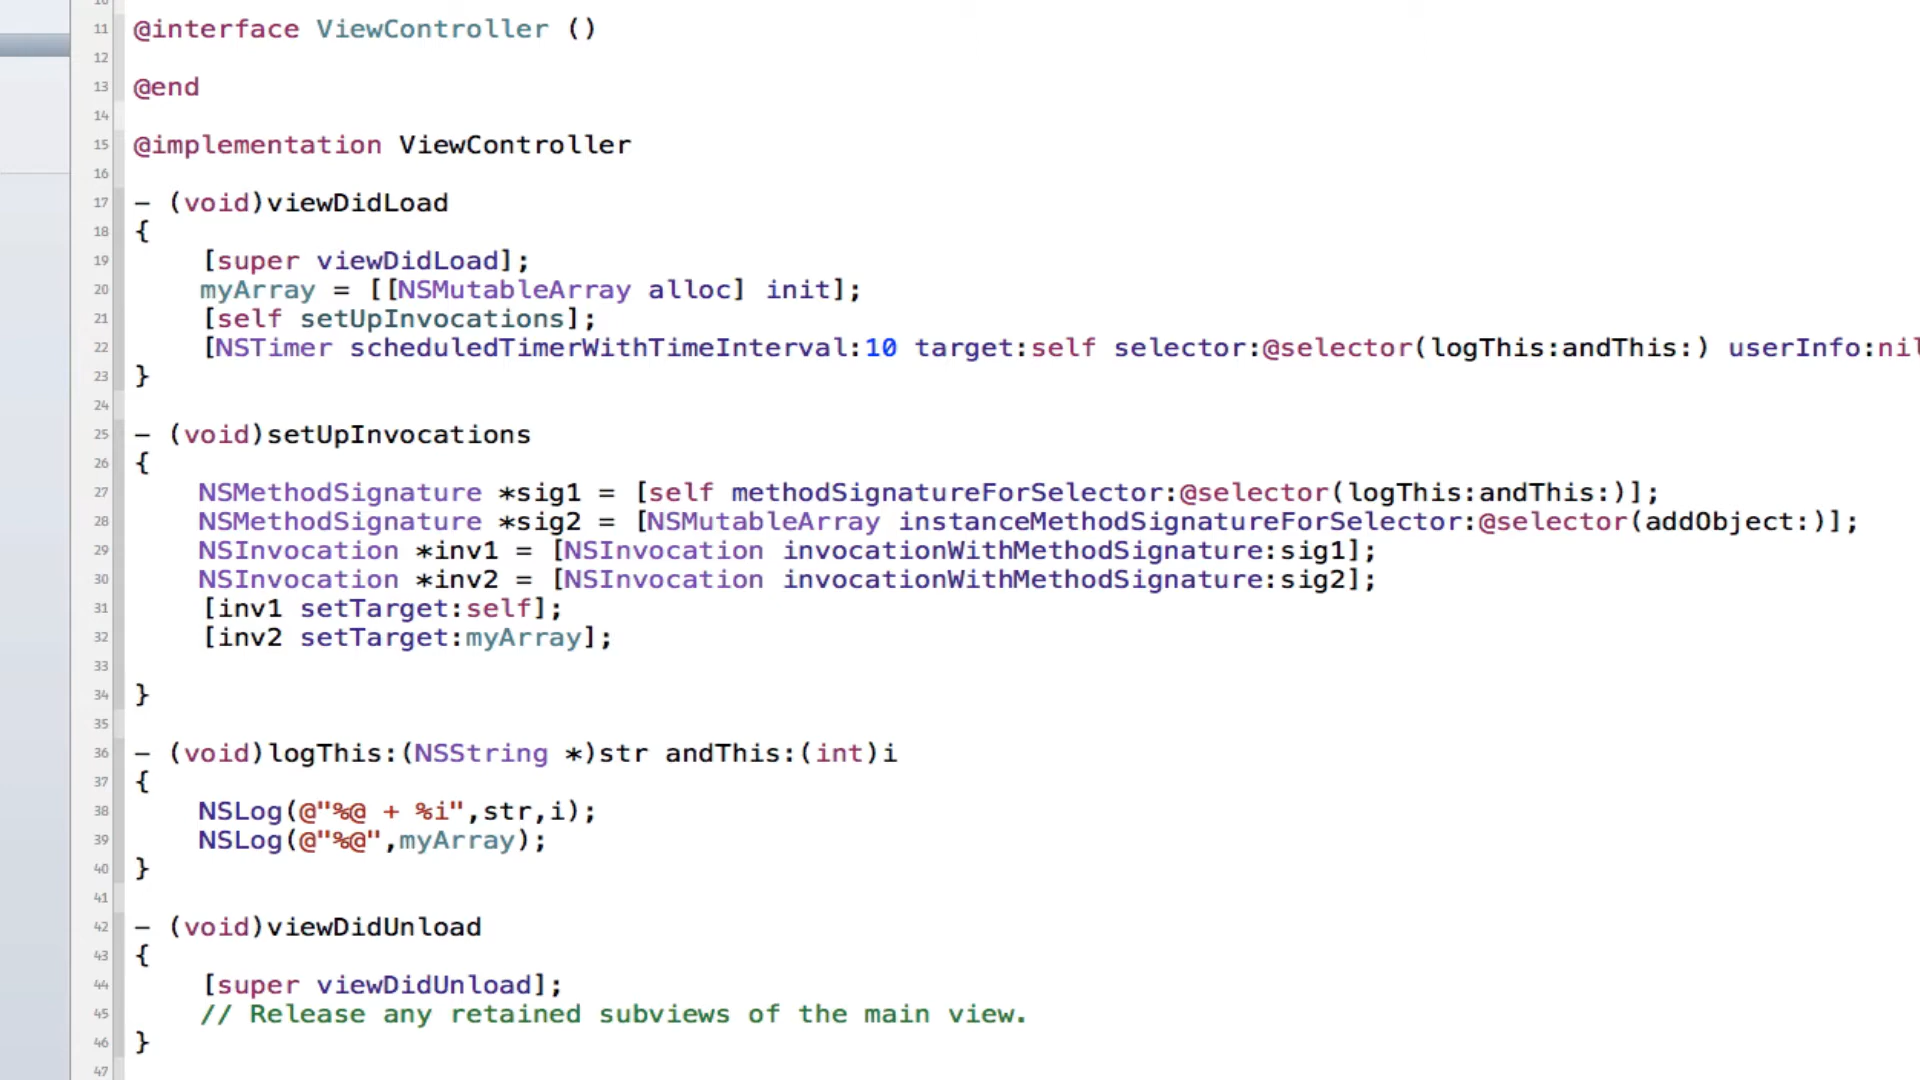 11 @interface ViewController ()
12
13 @end
14
15 @implementation ViewController
16
17 - (void)viewDidLoad
18 {
19     [super viewDidLoad];
20     myArray = [[NSMutableArray alloc] init];
21     [self setUpInvocations];
22     [NSTimer scheduledTimerWithTimeInterval:10 target:self selector:@selector(logThis:andThis:) userInfo:nil
23 }
24
25 - (void)setUpInvocations
26 {
27     NSMethodSignature *sig1 = [self methodSignatureForSelector:@selector(logThis:andThis:)];
28     NSMethodSignature *sig2 = [NSMutableArray instanceMethodSignatureForSelector:@selector(addObject:)];
29     NSInvocation *inv1 = [NSInvocation invocationWithMethodSignature:sig1];
30     NSInvocation *inv2 = [NSInvocation invocationWithMethodSignature:sig2];
31     [inv1 setTarget:self];
32     [inv2 setTarget:myArray];
33
34 }
35
36 - (void)logThis:(NSString *)str andThis:(int)i
37 {
38     NSLog(@"%@ + %i",str,i);
39     NSLog(@"%@",myArray);
40 }
41
42 - (void)viewDidUnload
43 {
44     [super viewDidUnload];
45     // Release any retained subviews of the main view.
46 }
47